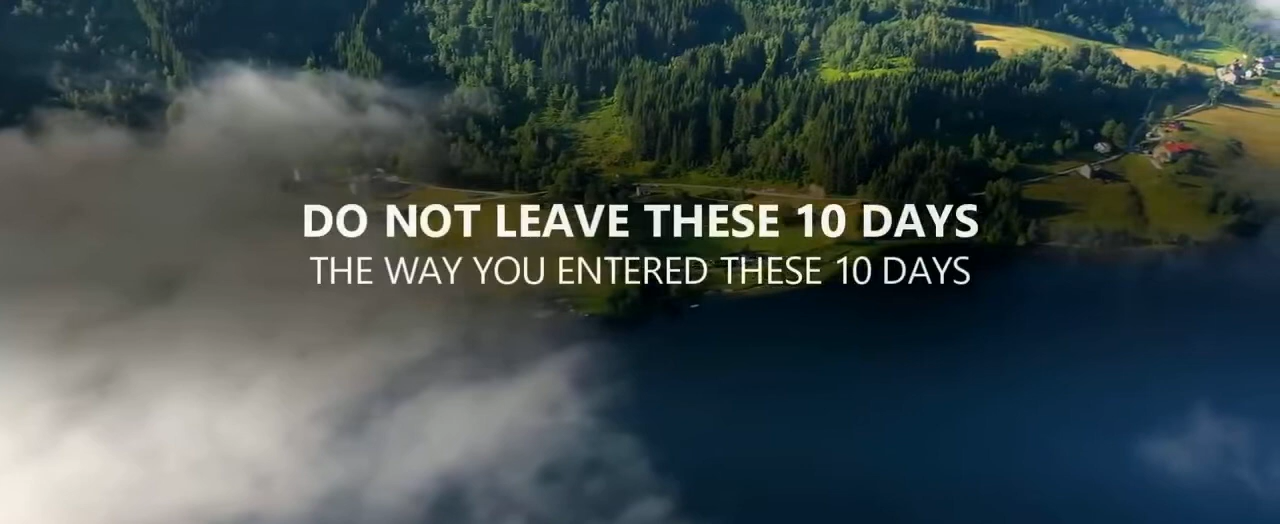 DO NOT LEAVE THESE 10 DAYS
THE WAY YOU ENTERED THESE 10 DAYS